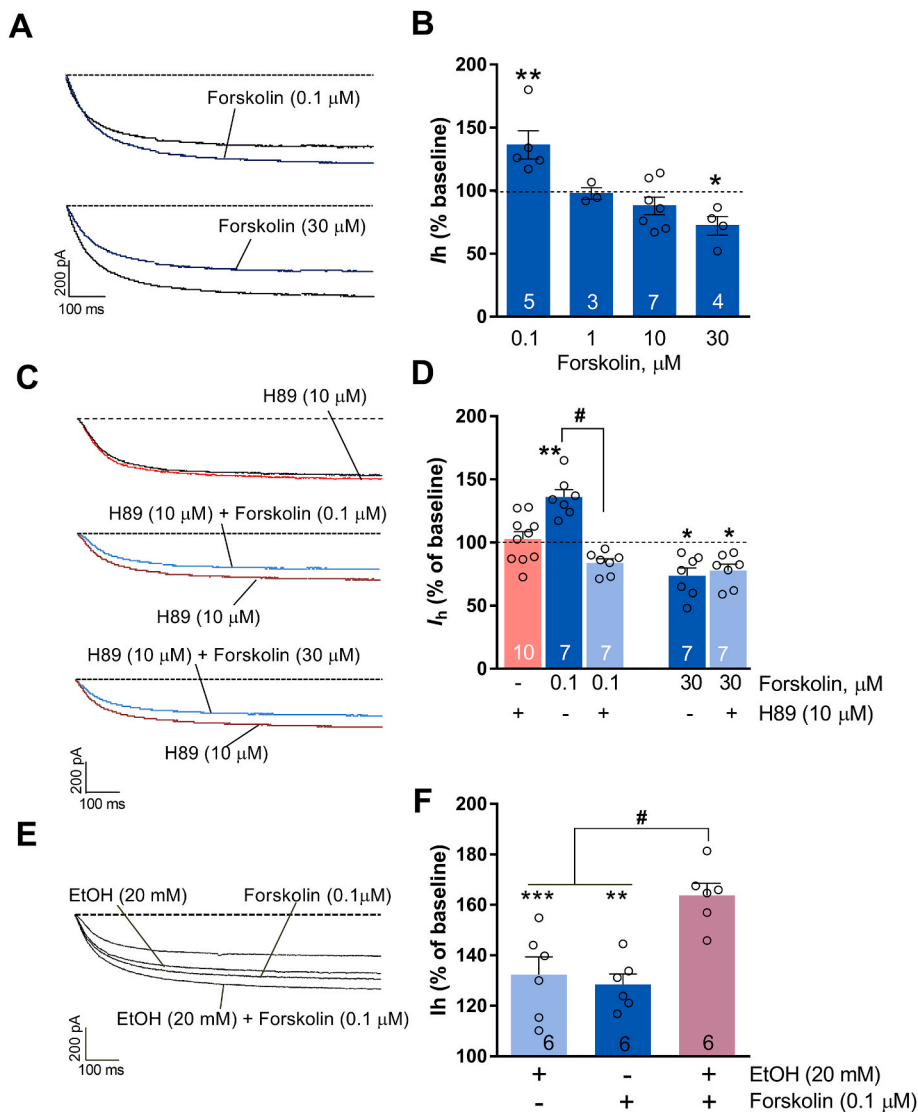 A
Forskolin (0.1 μM)
Forskolin (30 μM)
200 pA
100 ms
B
**
*
200
150
100
50
0
Ih (% baseline)
5
3
7
4
0.1
1
10
30
Forskolin, μM
C
H89 (10 μM)
H89 (10 μM) + Forskolin (0.1 μM)
H89 (10 μM)
H89 (10 μM) + Forskolin (30 μM)
H89 (10 μM)
200 pA
100 ms
D
#
**
*
*
200
150
100
50
0
Ih (% of baseline)
10
7
7
7
7
- 0.1 0.1 30 30 Forskolin, μM
+ - + - + H89 (10 μM)
E
EtOH (20 mM)
Forskolin (0.1μM)
EtOH (20 mM) + Forskolin (0.1 μM)
200 pA
100 ms
F
#
***
**
200
180
160
140
120
100
Ih (% of baseline)
6
6
6
+ - + EtOH (20 mM)
- + + Forskolin (0.1 μM)